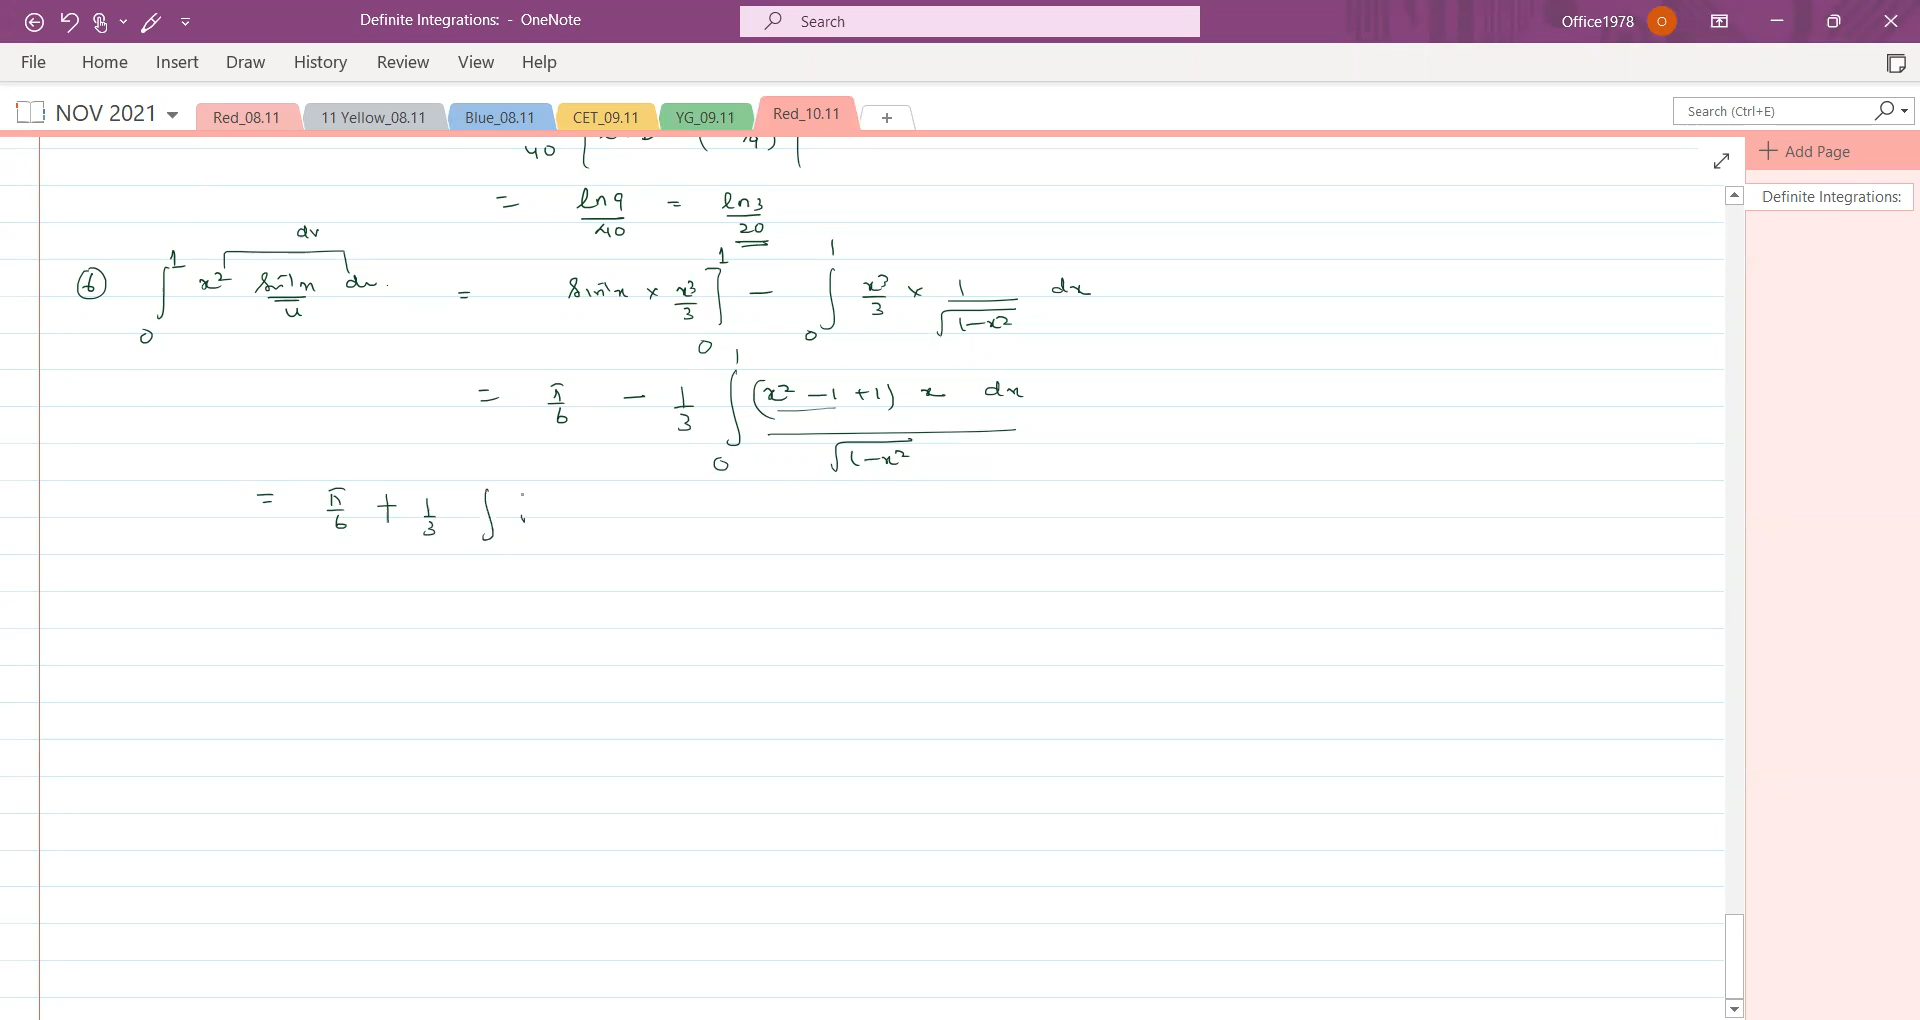 Definite Integrations: - OneNote
Search
Office1978
O
File Home Insert Draw History Review View Help
NOV 2021
Red_08.11 11 Yellow_08.11 Blue_08.11 CET_09.11 YG_09.11 Red_10.11 +
Search (Ctrl+E)
Add Page
Definite Integrations:
40
= ln9/40 = ln3/20
dv
⑥ ∫₀¹ x² sin⁻¹x dx = sin⁻¹x × x³/3 ]₀¹ − ∫₀¹ x³/3 × 1/√(1−x²) dx
u
= π/6 − 1/3 ∫₀¹ (x² −1 +1) x dx / √(1−x²)
= π/6 + 1/3 ∫